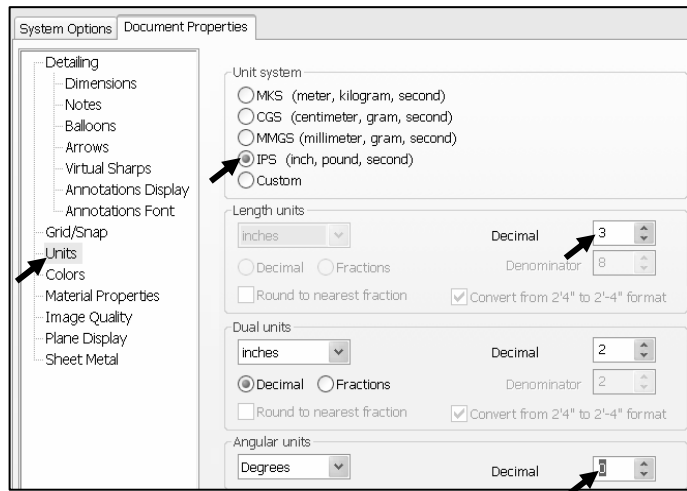 System Options Document Properties
Detailing
Dimensions
Notes
Balloons
Arrows
Virtual Sharps
Annotations Display
Annotations Font
Grid/Snap
Units
Colors
Material Properties
Image Quality
Plane Display
Sheet Metal
Unit system
MKS (meter, kilogram, second)
CGS (centimeter, gram, second)
MMGS (millimeter, gram, second)
IPS (inch, pound, second)
Custom
Length units
inches Decimal 3
Decimal Fractions Denominator 8
Round to nearest fraction Convert from 2'4" to 2'-4" format
Dual units
inches Decimal 2
Decimal Fractions Denominator 2
Round to nearest fraction Convert from 2'4" to 2'-4" format
Angular units
Degrees Decimal